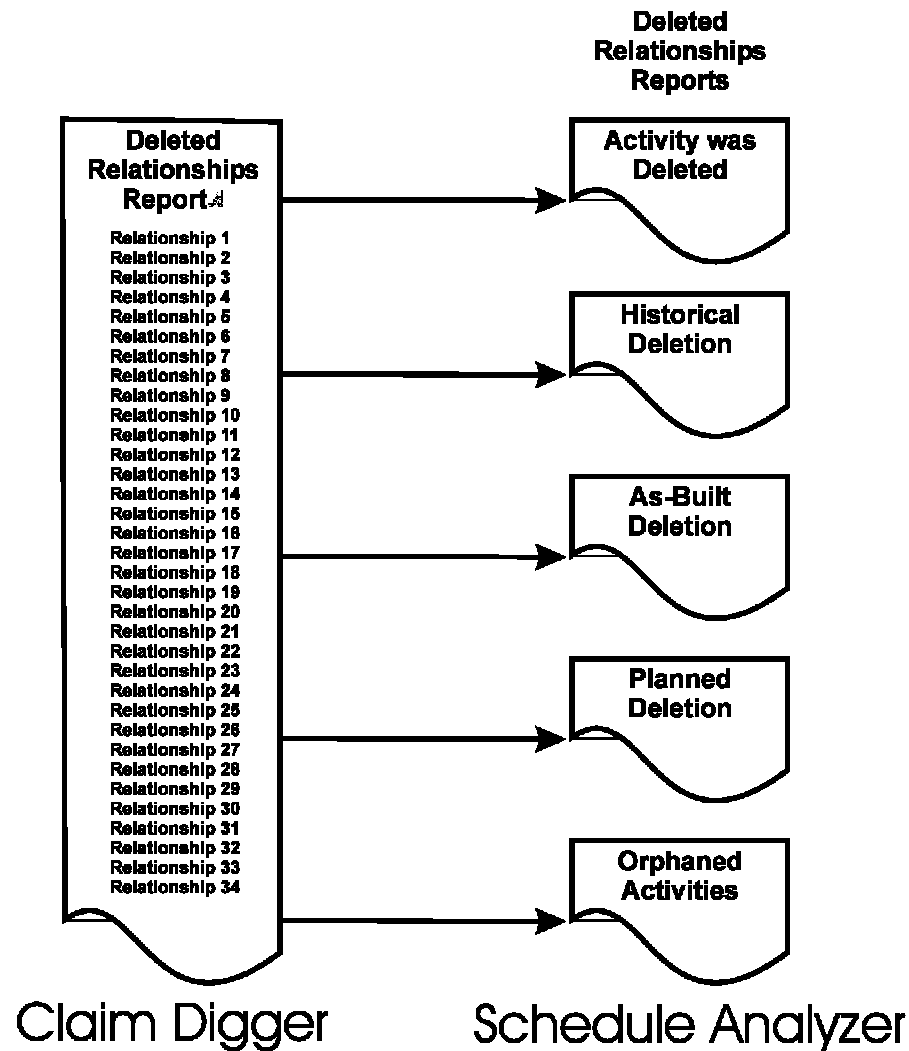 Deleted
Relationships
Reports
Deleted
Relationships
Report
Relationship 1
Relationship 2
Relationship 3
Relationship 4
Relationship 5
Relationship 6
Relationship 7
Relationship 8
Relationship 9
Relationship 10
Relationship 11
Relationship 12
Relationship 13
Relationship 14
Relationship 15
Relationship 16
Relationship 17
Relationship 18
Relationship 19
Relationship 20
Relationship 21
Relationship 22
Relationship 23
Relationship 24
Relationship 25
Relationship 26
Relationship 27
Relationship 28
Relationship 29
Relationship 30
Relationship 31
Relationship 32
Relationship 33
Relationship 34
Activity was
Deleted
Historical
Deletion
As-Built
Deletion
Planned
Deletion
Orphaned
Activities
Claim Digger
Schedule Analyzer